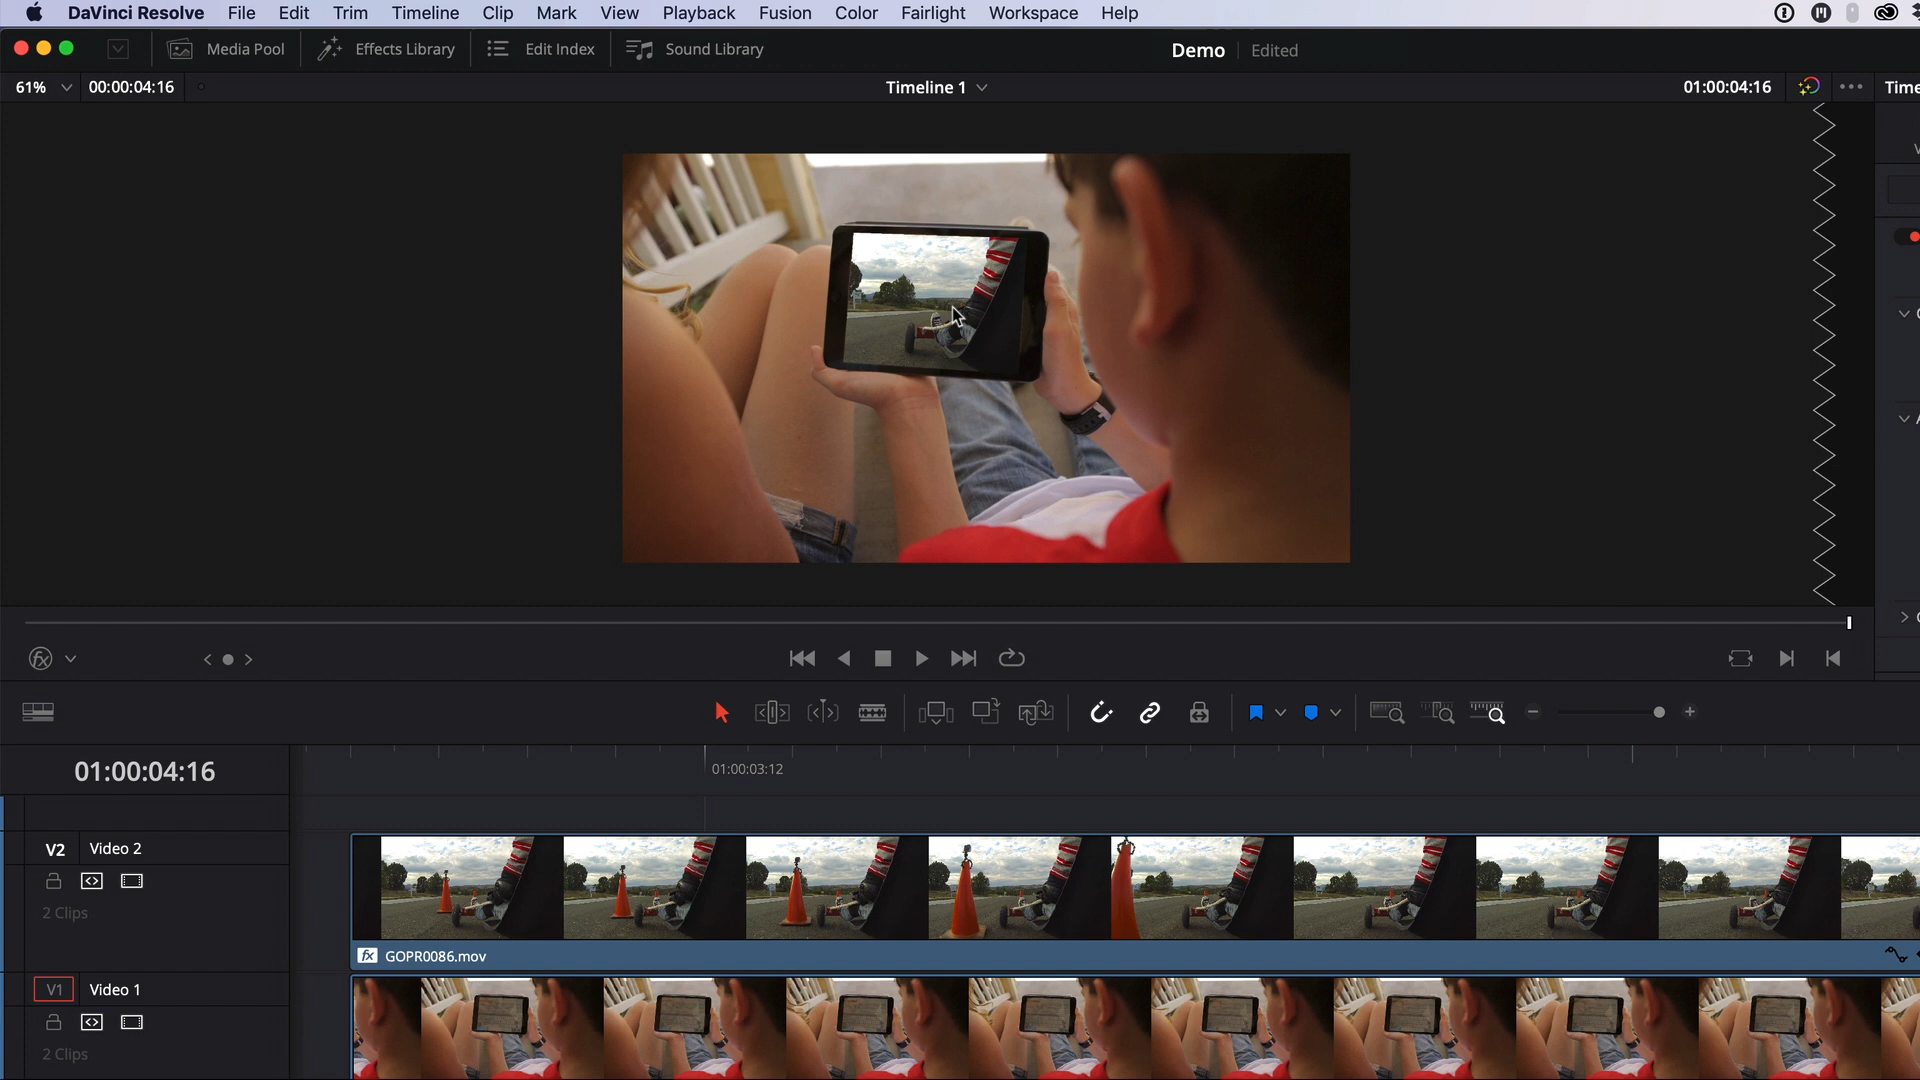 DaVinci Resolve File Edit Trim Timeline Clip Mark View Playback Fusion Color Fairlight Workspace Help
Media Pool Effects Library Edit Index Sound Library Demo Edited
61% 00:00:04:16 Timeline 1 01:00:04:16 Time
01:00:04:16 01:00:03:12
V2 Video 2
2 Clips
fx GOPR0086.mov
V1 Video 1
2 Clips